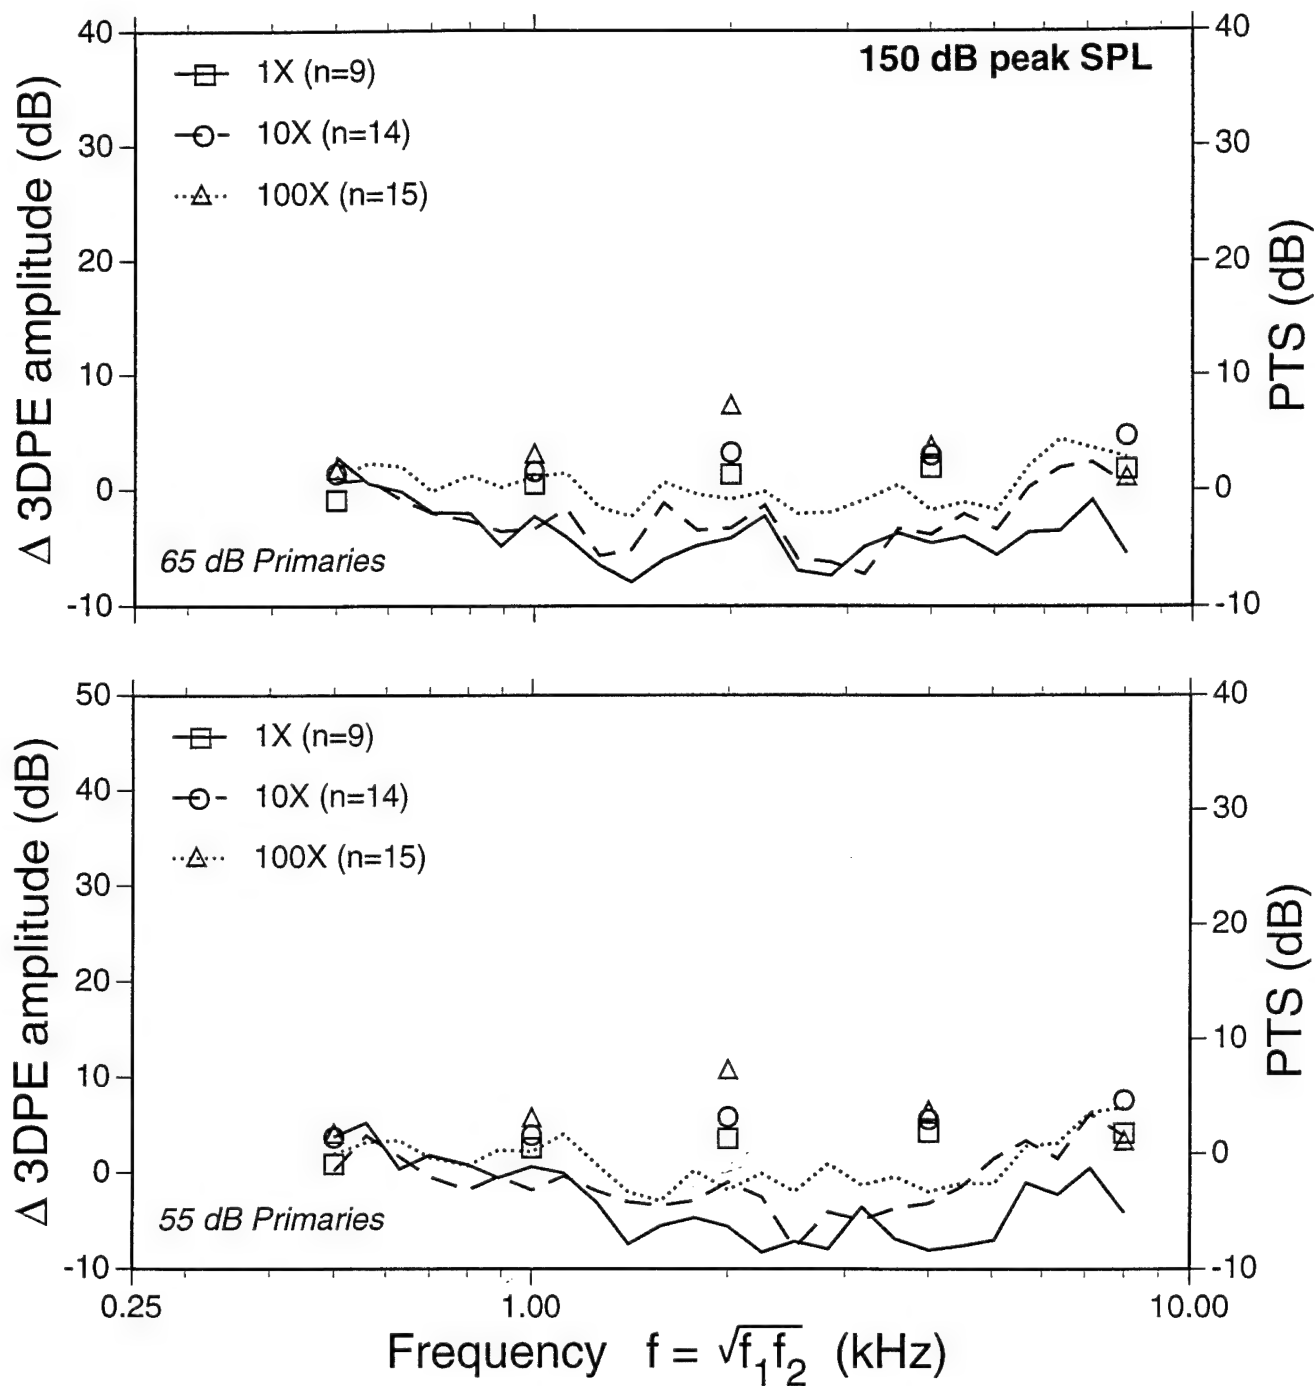 150 dB peak SPL
1X (n=9)
10X (n=14)
100X (n=15)
65 dB Primaries
Δ 3DPE amplitude (dB)
40
30
20
10
0
-10
PTS (dB)
40
30
20
10
0
-10
1X (n=9)
10X (n=14)
100X (n=15)
55 dB Primaries
Δ 3DPE amplitude (dB)
50
40
30
20
10
0
-10
PTS (dB)
40
30
20
10
0
-10
0.25 1.00 10.00
Frequency f = √f₁f₂ (kHz)